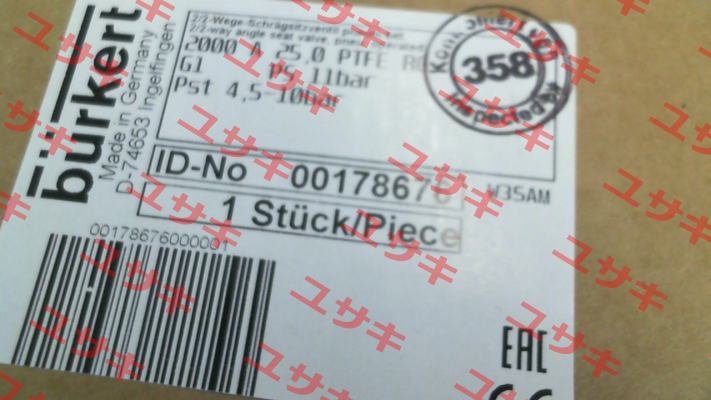 bürkert
Made in Germany
D-74653 Ingelfingen
2/2-Wege-Schrägsitzventil
2/2-way angle seat valve,
2000 A 25,0 PTFE
G1 PS 11bar
Pst 4,5-10bar
358
Inspected
ID-No 00178676
W35AM
1 Stück/Piece
00178676000001
EAC
CE
ユサキ
ユサキ
ユサキ
ユサキ
ユサキ
ユサキ
ユサキ
ユサキ
ユサキ
ユサキ
ユサキ
ユサキ
ユサキ